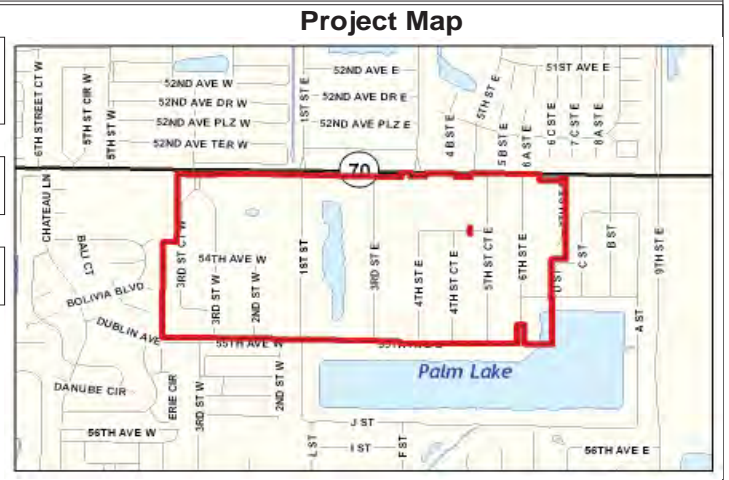 Project Map
6TH STREET CT W
5TH ST CIR W
5TH ST W
52ND AVE W
52ND AVE DR W
52ND AVE PLZ W
52ND AVE TER W
1ST ST E
52ND AVE E
52ND AVE DR E
52ND AVE PLZ E
4 B ST E
5TH ST E
5 B ST E
6 A ST E
51ST AVE E
6 C ST E
7 C ST E
8 A ST E
70
CHATEAU LN
BALI CT
BOLIVIA BLVD
DUBLIN AVE
DANUBE CIR
ERIE CIR
56TH AVE W
3RD ST CT W
54TH AVE W
3RD ST W
2ND ST W
1ST ST
3RD ST E
4TH ST E
4TH ST CT E
5TH ST CT E
6TH ST E
7TH ST E
D ST
C ST
B ST
9TH ST E
A ST
55TH AVE W
3RD ST W
2ND ST W
Palm Lake
J ST
L ST
I ST
F ST
56TH AVE E